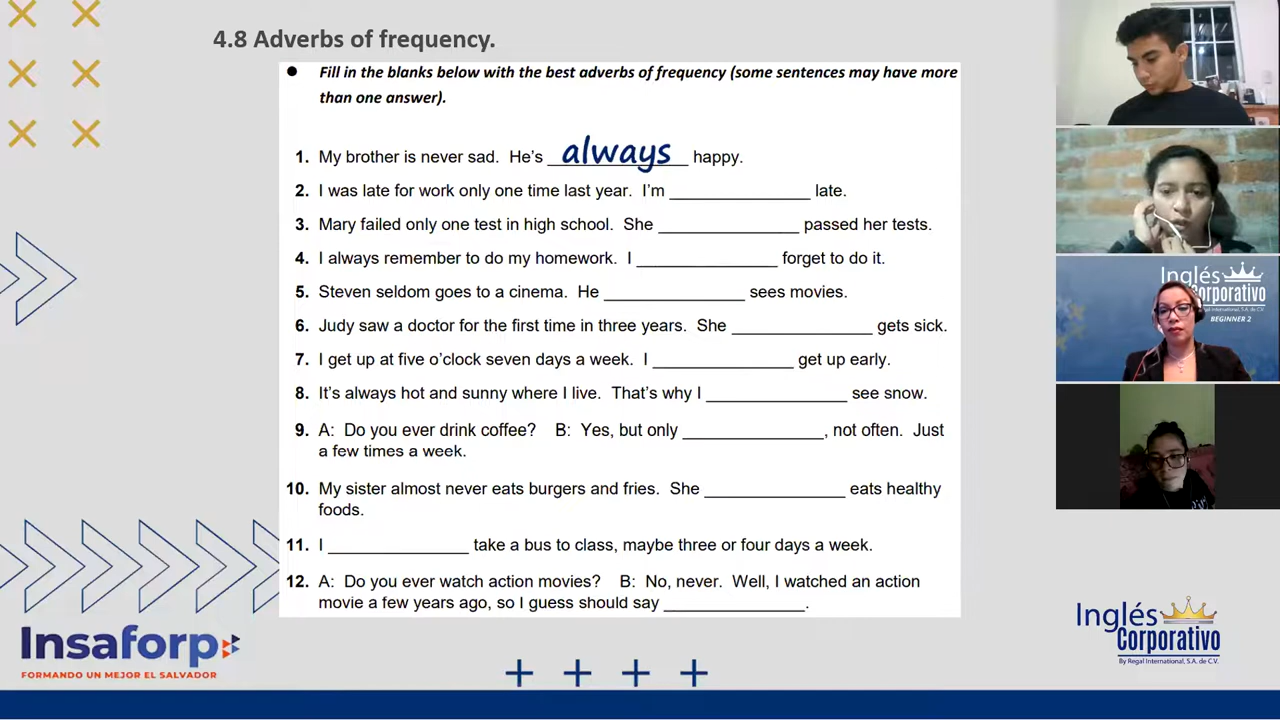 4.8 Adverbs of frequency.
● Fill in the blanks below with the best adverbs of frequency (some sentences may have more
than one answer).
1. My brother is never sad. He's always happy.
2. I was late for work only one time last year. I'm ______________ late.
3. Mary failed only one test in high school. She ______________ passed her tests.
4. I always remember to do my homework. I ______________ forget to do it.
5. Steven seldom goes to a cinema. He ______________ sees movies.
6. Judy saw a doctor for the first time in three years. She ______________ gets sick.
7. I get up at five o'clock seven days a week. I ______________ get up early.
8. It's always hot and sunny where I live. That's why I ______________ see snow.
9. A: Do you ever drink coffee? B: Yes, but only ______________, not often. Just
a few times a week.
10. My sister almost never eats burgers and fries. She ______________ eats healthy
foods.
11. I ______________ take a bus to class, maybe three or four days a week.
12. A: Do you ever watch action movies? B: No, never. Well, I watched an action
movie a few years ago, so I guess should say ______________.
Insaforp
FORMANDO UN MEJOR EL SALVADOR
Inglés
Corporativo
By Regal International, S.A. de C.V.
BEGINNER 2
Inglés
Corporativo
By Regal International, S.A. de C.V.